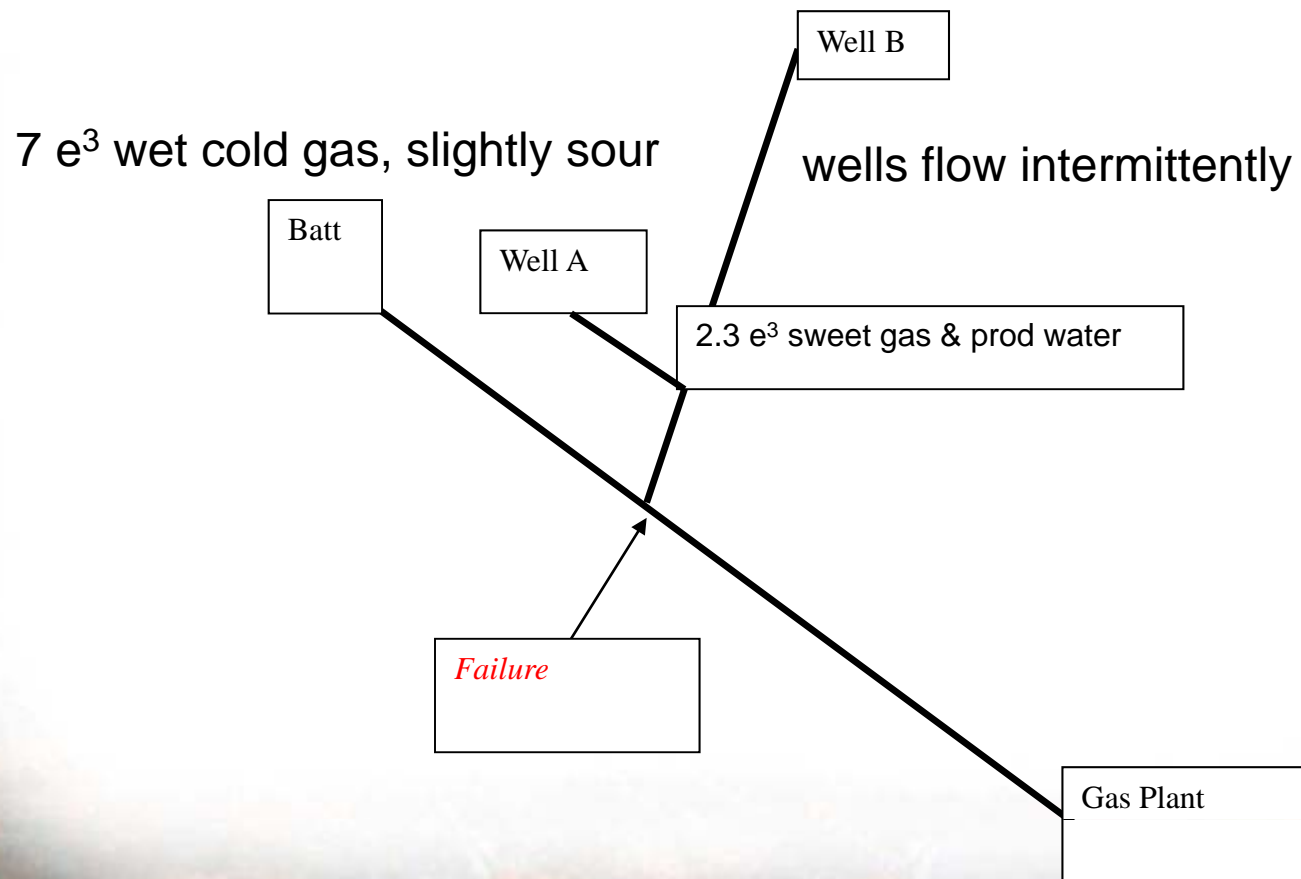 Well B
7 e³ wet cold gas, slightly sour
wells flow intermittently
Batt
Well A
2.3 e³ sweet gas & prod water
Failure
Gas Plant